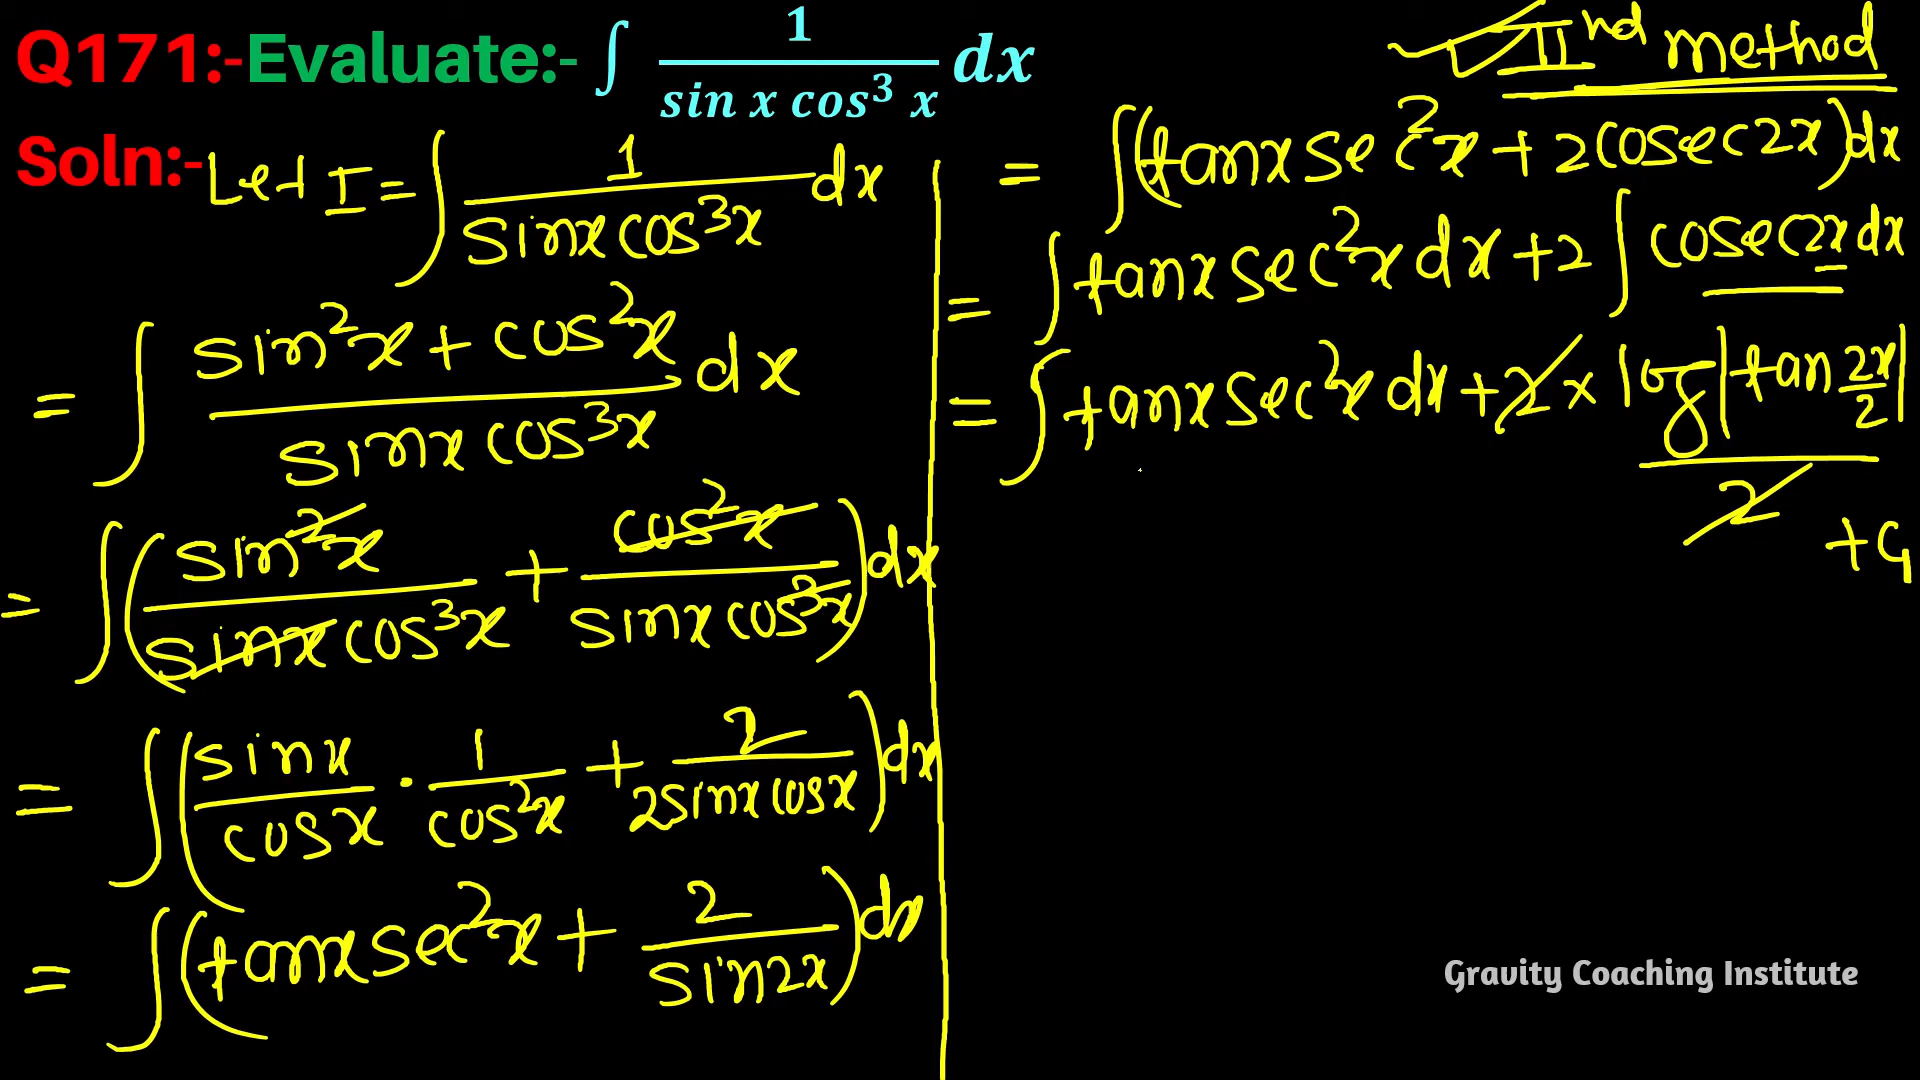 Q171:-Evaluate:- ∫ 1/(sin x cos³ x) dx
Soln:- Let I = ∫ 1/(sinx cos³x) dx
= ∫ (sin²x + cos²x)/(sinx cos³x) dx
= ∫ (sin²x/(sinx cos³x) + cos²x/(sinx cos³x)) dx
= ∫ (sinx/cosx · 1/cos²x + 2/(2sinx cosx)) dx
= ∫ (tanx sec²x + 2/sin2x) dx
IInd method
= ∫ (tanx sec²x + 2cosec2x) dx
= ∫ tanx sec²x dx + 2 ∫ cosec2x dx
= ∫ tanx sec²x dx + 2 × log|tan 2x/2|/2 + C₁
Gravity Coaching Institute